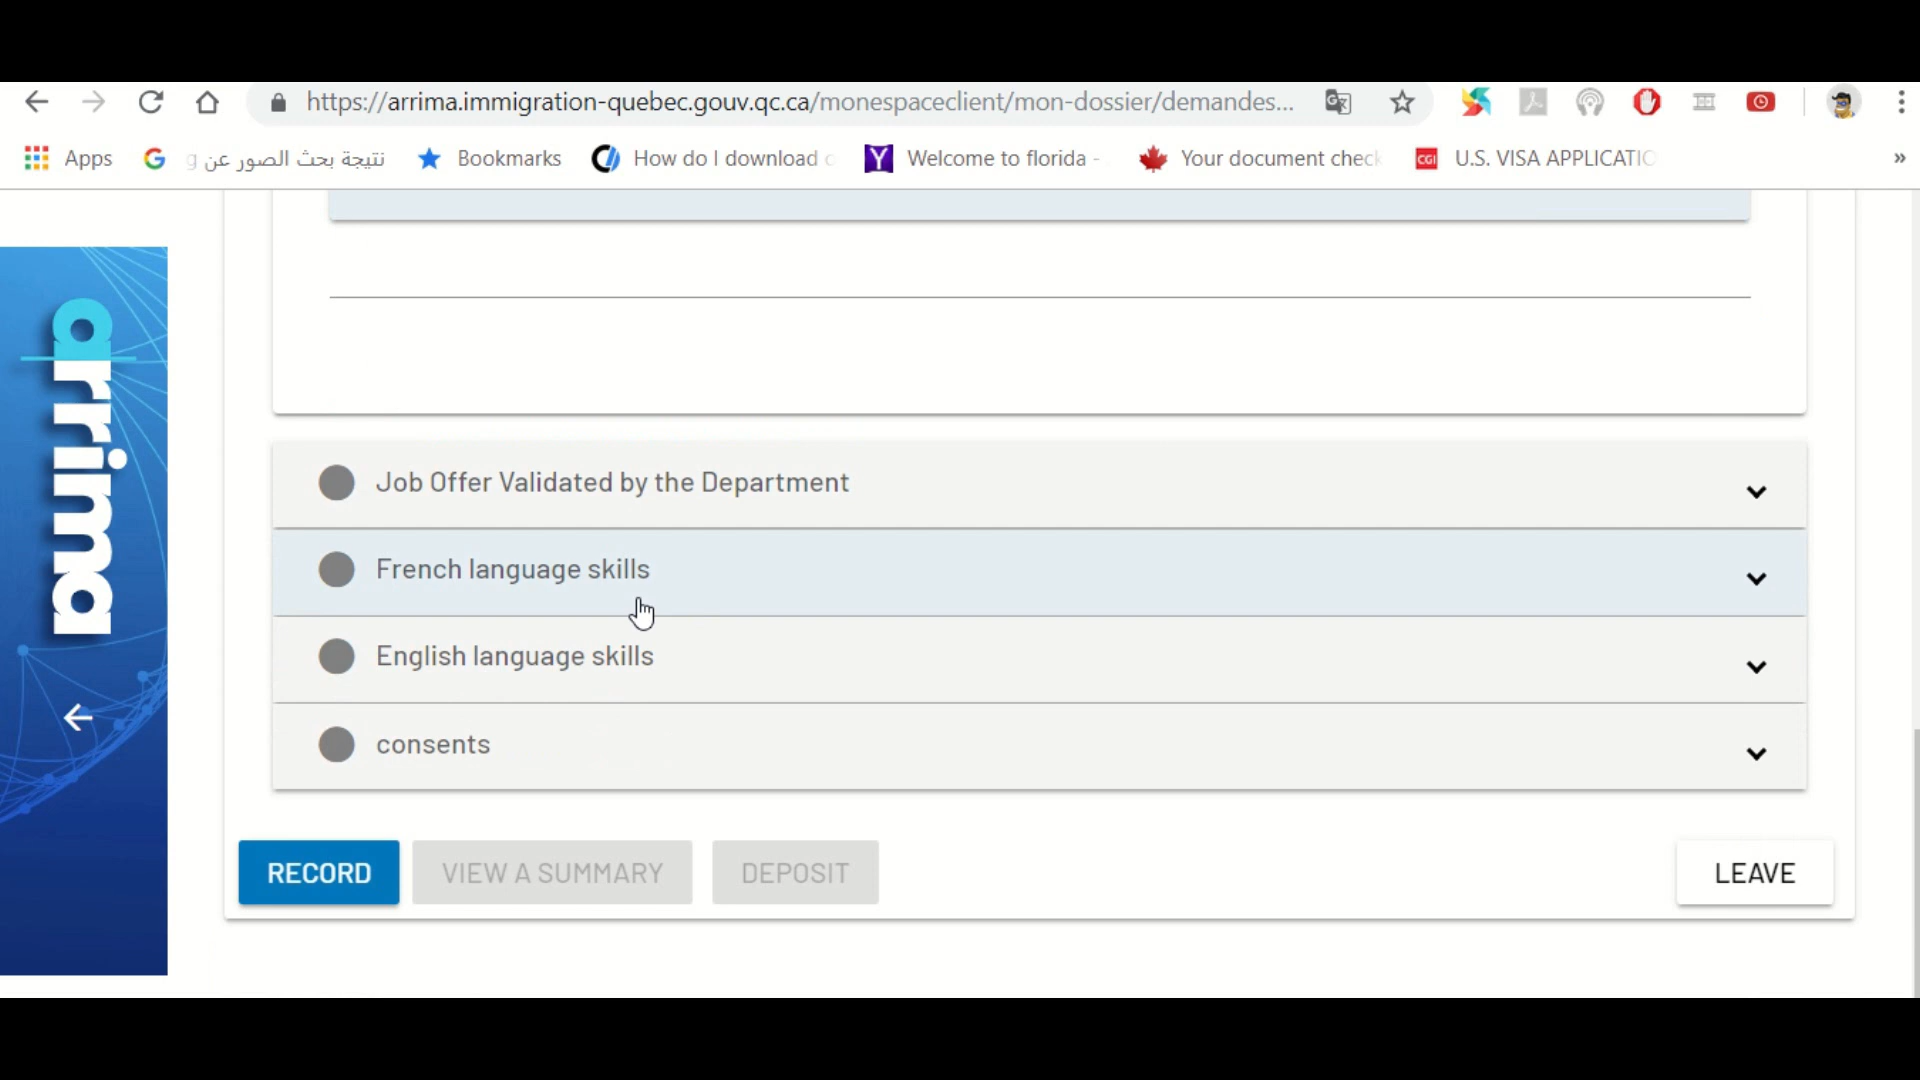 https://arrima.immigration-quebec.gouv.qc.ca/monespaceclient/mon-dossier/demandes...
Apps
نتيجة بحث الصور عن g
Bookmarks
How do I download
Welcome to florida -
Your document chec
CGI
U.S. VISA APPLICATIO
arrima
Job Offer Validated by the Department
French language skills
English language skills
consents
RECORD
VIEW A SUMMARY
DEPOSIT
LEAVE